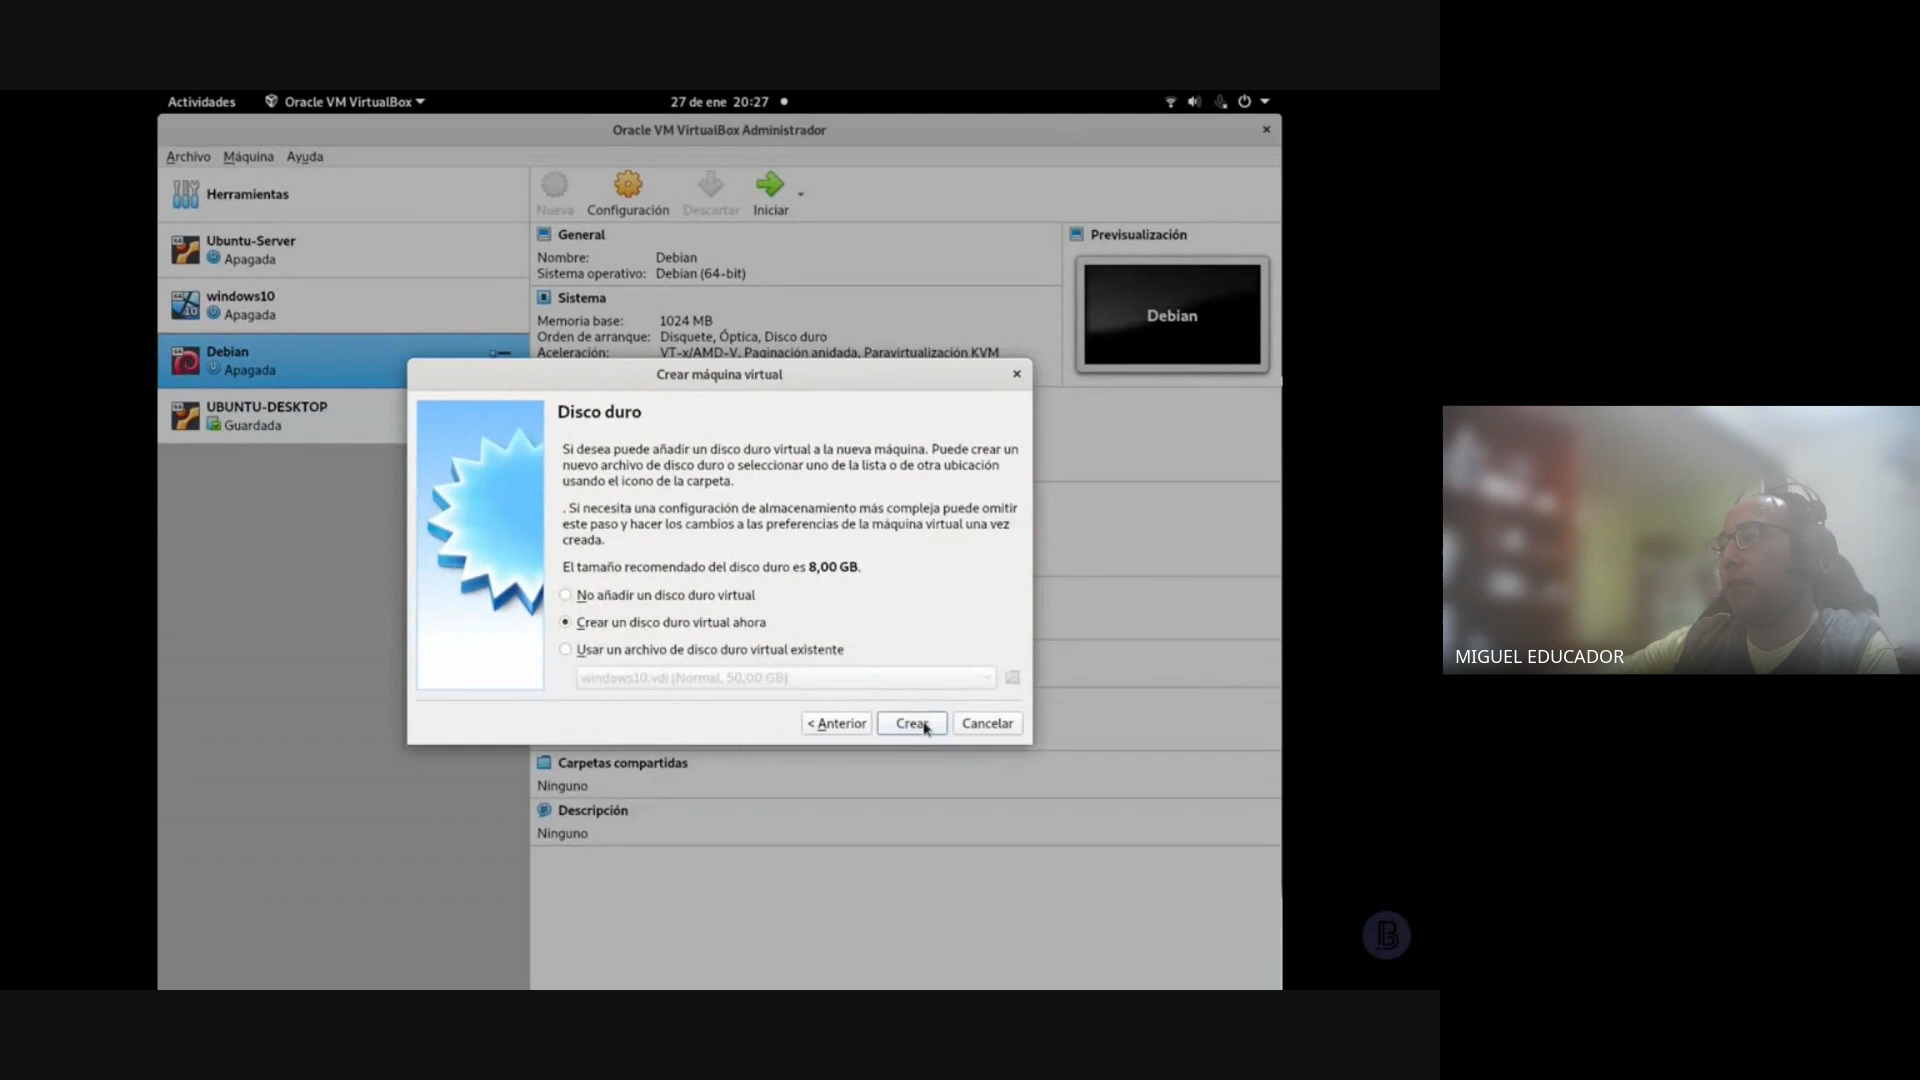 Actividades
Oracle VM VirtualBox
27 de ene 20:27
Oracle VM VirtualBox Administrador
Archivo Máquina Ayuda
Herramientas
Nueva Configuración Descartar Iniciar
Ubuntu-Server
Apagada
windows10
Apagada
Debian
Apagada
UBUNTU-DESKTOP
Guardada
General
Nombre: Debian
Sistema operativo: Debian (64-bit)
Sistema
Memoria base: 1024 MB
Orden de arranque: Disquete, Óptica, Disco duro
Aceleración: VT-x/AMD-V, Paginación anidada, Paravirtualización KVM
Previsualización
Debian
Crear máquina virtual
Disco duro
Si desea puede añadir un disco duro virtual a la nueva máquina. Puede crear un
nuevo archivo de disco duro o seleccionar uno de la lista o de otra ubicación
usando el icono de la carpeta.
. Si necesita una configuración de almacenamiento más compleja puede omitir
este paso y hacer los cambios a las preferencias de la máquina virtual una vez
creada.
El tamaño recomendado del disco duro es 8,00 GB.
No añadir un disco duro virtual
Crear un disco duro virtual ahora
Usar un archivo de disco duro virtual existente
windows10.vdi (Normal, 50,00 GB)
< Anterior Crear Cancelar
Carpetas compartidas
Ninguno
Descripción
Ninguno
MIGUEL EDUCADOR